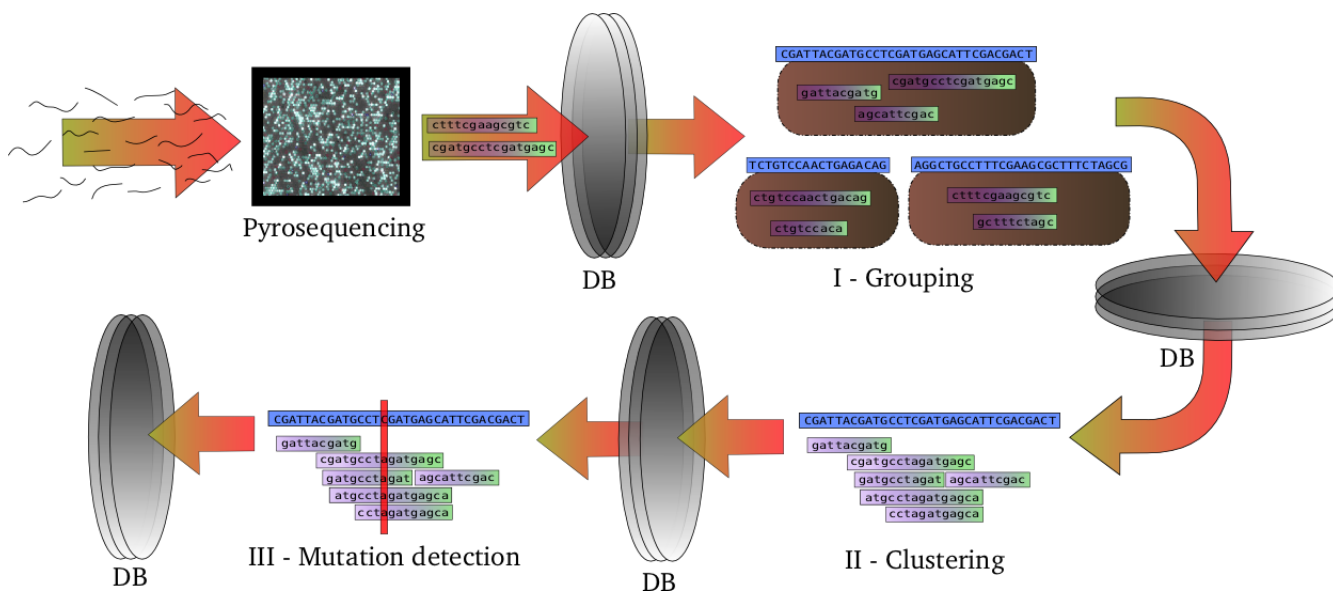 CGATTACGATGCCTCGATGAGCATTCGACGACT
cgatgcctcgatgagc
gattacgatg
agcattcgac
ctttcgaagcgtc
cgatgcctcgatgagc
TCTGTCCAACTGAGACAG
AGGCTGCCTTTCGAAGCGCTTTCTAGCG
ctgtccaactgacag
ctttcgaagcgtc
ctgtccaca
gctttctagc
Pyrosequencing
DB
I - Grouping
DB
CGATTACGATGCCTCGATGAGCATTCGACGACT
gattacgatg
cgatgcctagatgagc
gatgcctagat
agcattcgac
atgcctagatgagca
cctagatgagca
III - Mutation detection
DB
DB
CGATTACGATGCCTCGATGAGCATTCGACGACT
gattacgatg
cgatgcctagatgagc
gatgcctagat
agcattcgac
atgcctagatgagca
cctagatgagca
II - Clustering